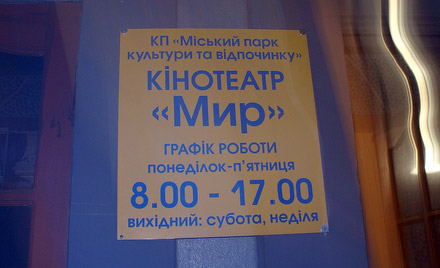 КП «Міський парк
культури та відпочинку»
КІНОТЕАТР
«Мир»
ГРАФІК РОБОТИ
понеділок-п'ятниця
8.00 - 17.00
вихідний: субота, неділя